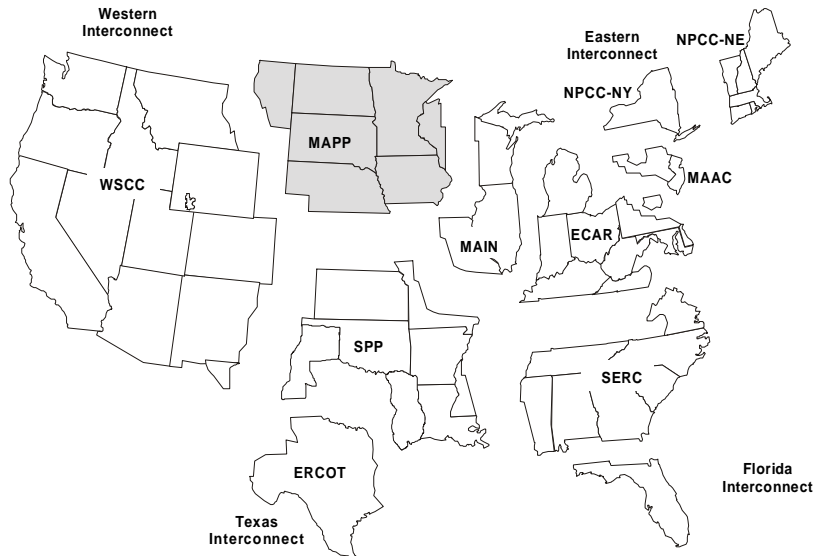 Western
Interconnect
Eastern
Interconnect
NPCC-NE
NPCC-NY
MAPP
WSCC
MAAC
MAIN
ECAR
SPP
SERC
ERCOT
Florida
Interconnect
Texas
Interconnect